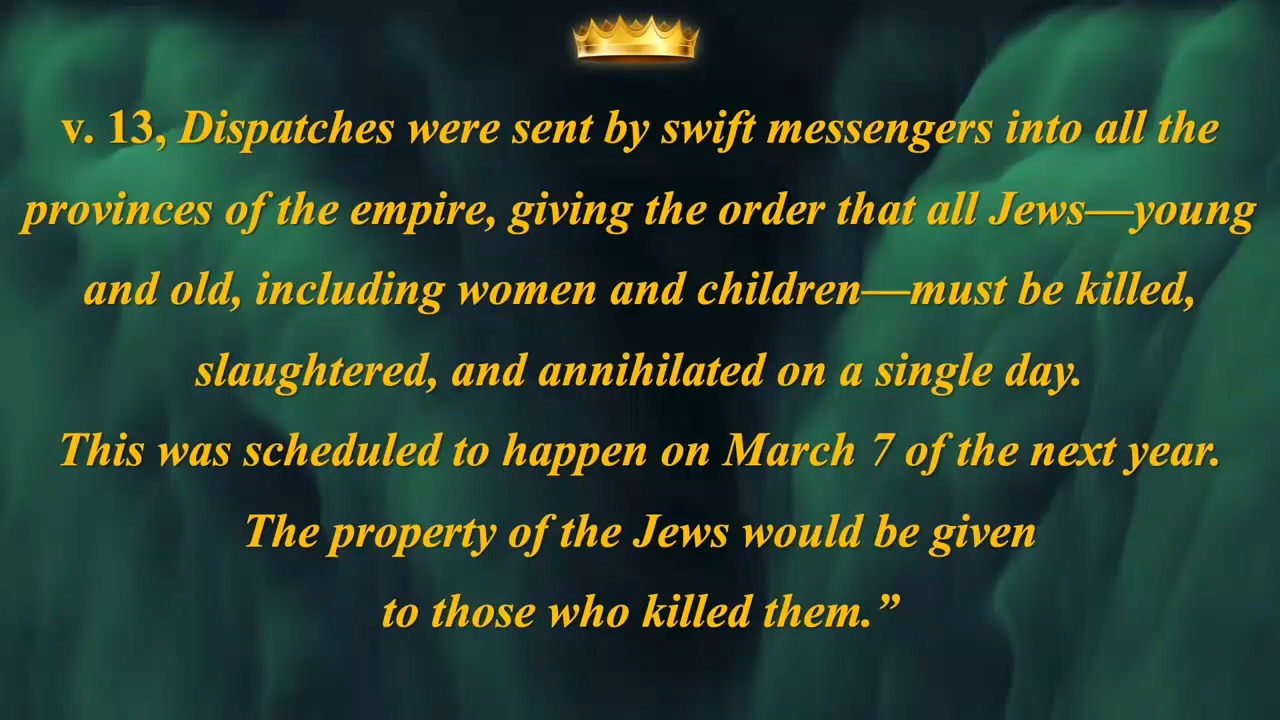 v. 13, Dispatches were sent by swift messengers into all the
provinces of the empire, giving the order that all Jews—young
and old, including women and children—must be killed,
slaughtered, and annihilated on a single day.
This was scheduled to happen on March 7 of the next year.
The property of the Jews would be given
to those who killed them.”